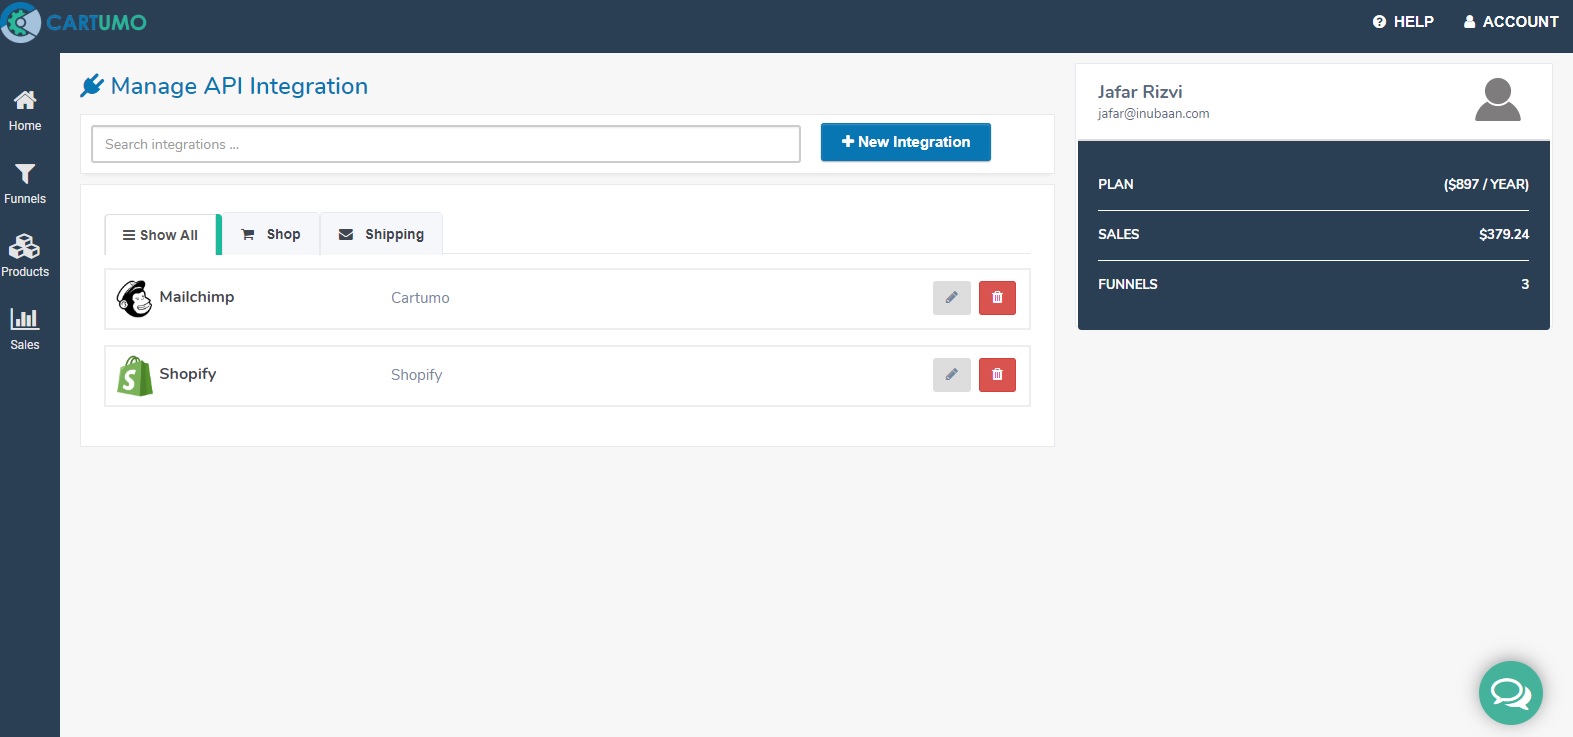 CARTUMO
HELP
ACCOUNT
Home
Funnels
Products
Sales
Manage API Integration
Search integrations ...
New Integration
Show All
Shop
Shipping
Mailchimp
Cartumo
Shopify
Shopify
Jafar Rizvi
jafar@inubaan.com
PLAN
($897 / YEAR)
SALES
$379.24
FUNNELS
3